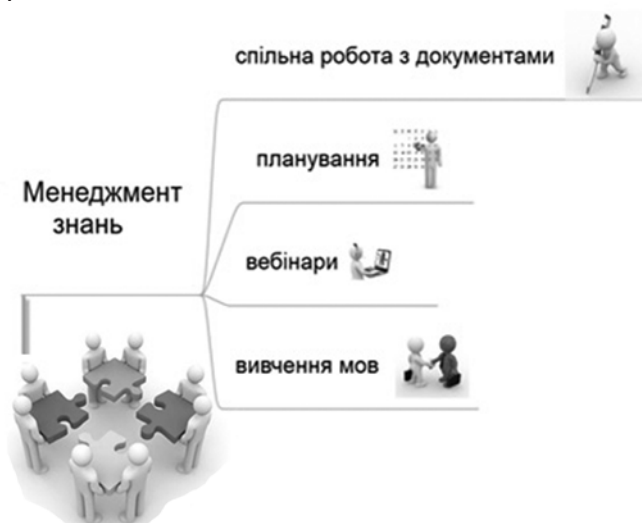 спільна робота з документами
планування
Менеджмент
знань
вебінари
вивчення мов